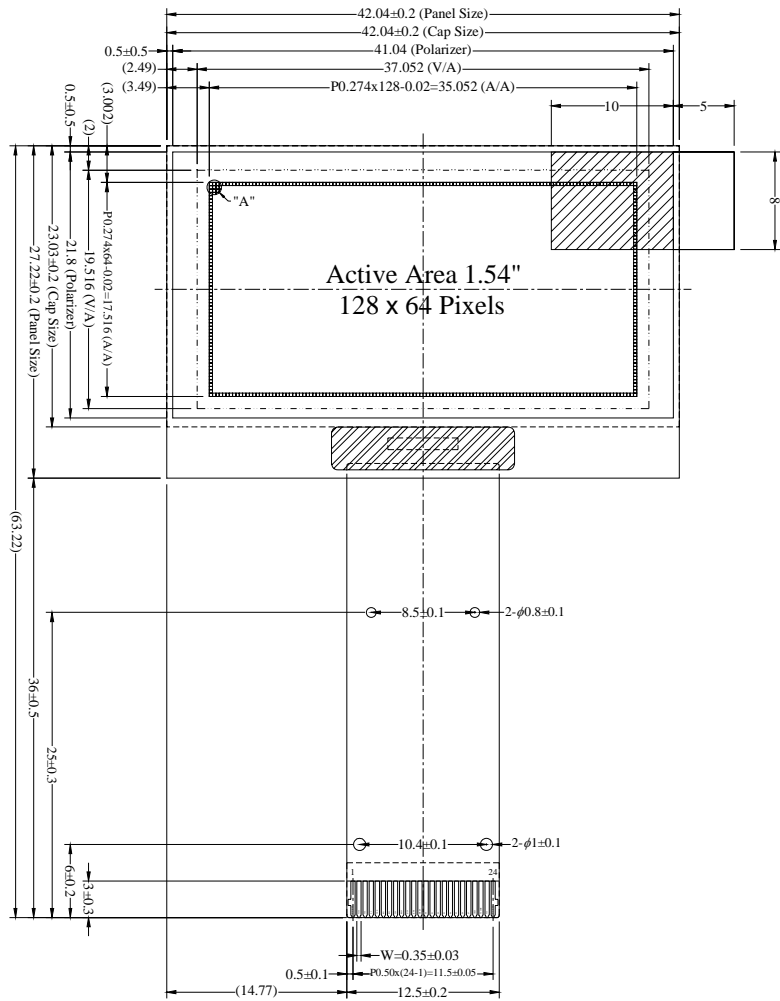 42.04±0.2 (Panel Size)
42.04±0.2 (Cap Size)
0.5±0.5
41.04 (Polarizer)
(2.49)
37.052 (V/A)
(3.49)
P0.274x128-0.02=35.052 (A/A)
10
5
0.5±0.5
(2)
(3.002)
"A"
8
Active Area 1.54"
128 x 64 Pixels
P0.274x64-0.02=17.516 (A/A)
19.516 (V/A)
21.8 (Polarizer)
23.03±0.2 (Cap Size)
27.22±0.2 (Panel Size)
(63.22)
8.5±0.1
2-ϕ0.8±0.1
36±0.5
25±0.3
10.4±0.1
2-ϕ1±0.1
6±0.2
3±0.3
1
24
W=0.35±0.03
0.5±0.1
P0.50x(24-1)=11.5±0.05
(14.77)
12.5±0.2